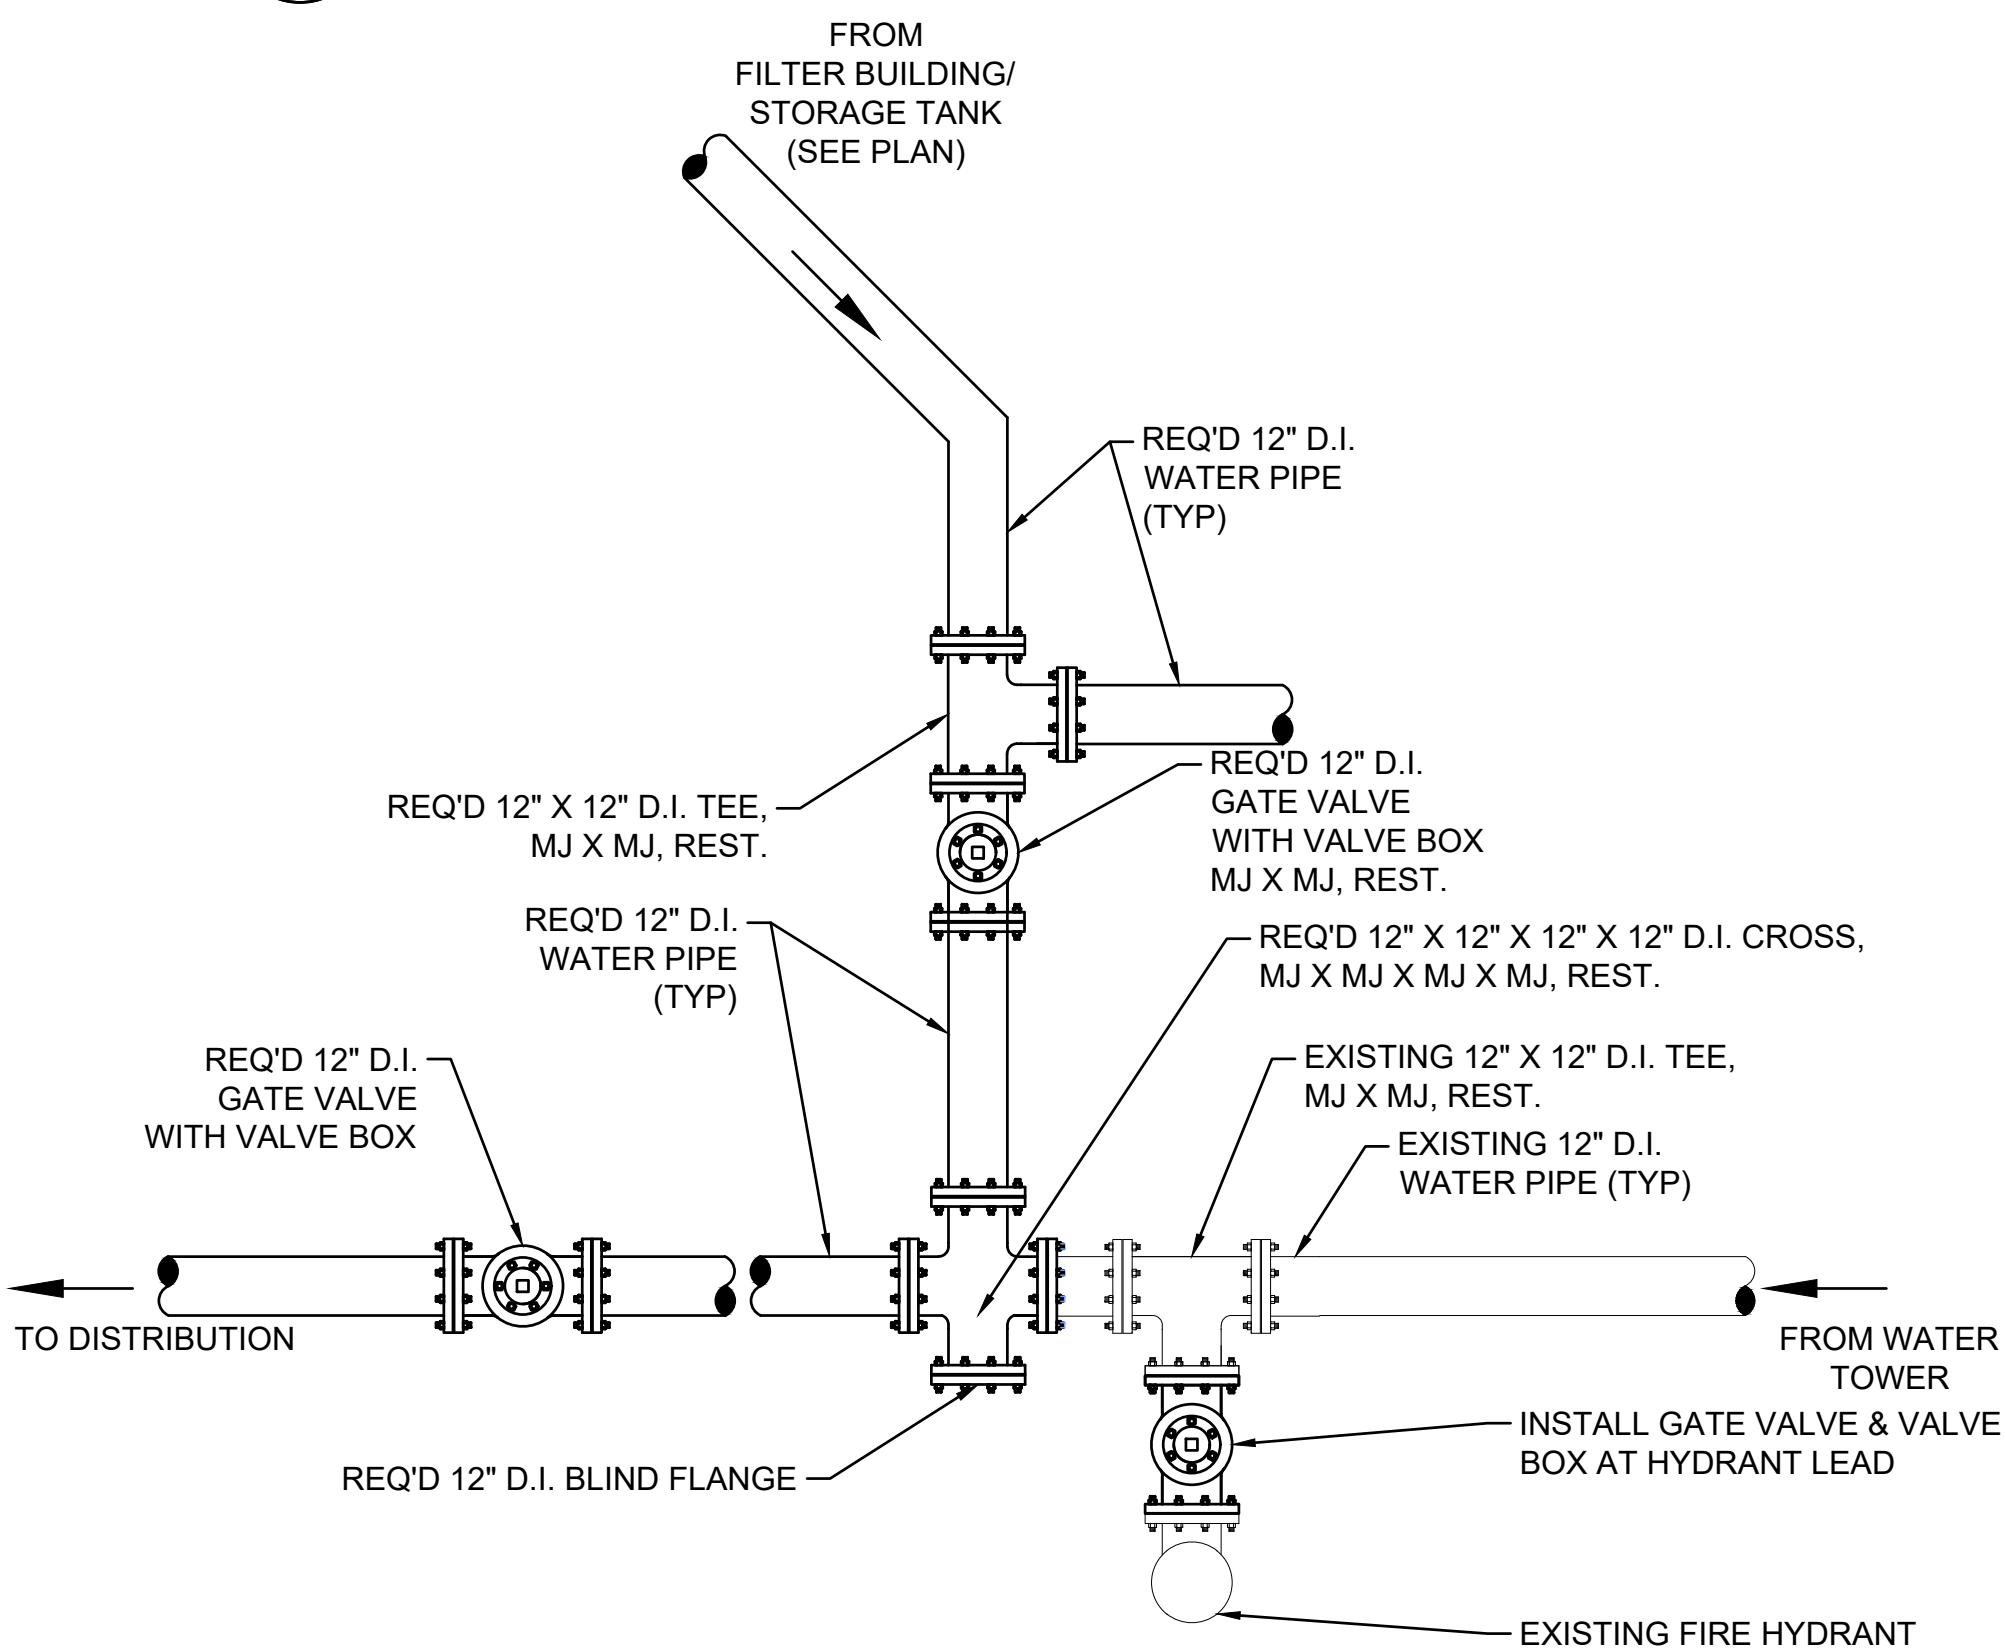 FROM
FILTER BUILDING/
STORAGE TANK
(SEE PLAN)
REQ'D 12" D.I.
WATER PIPE
(TYP)
REQ'D 12" X 12" D.I. TEE,
MJ X MJ, REST.
REQ'D 12" D.I.
GATE VALVE
WITH VALVE BOX
MJ X MJ, REST.
REQ'D 12" D.I.
WATER PIPE
(TYP)
REQ'D 12" X 12" X 12" X 12" D.I. CROSS,
MJ X MJ X MJ X MJ, REST.
REQ'D 12" D.I.
GATE VALVE
WITH VALVE BOX
EXISTING 12" X 12" D.I. TEE,
MJ X MJ, REST.
EXISTING 12" D.I.
WATER PIPE (TYP)
TO DISTRIBUTION
FROM WATER
TOWER
INSTALL GATE VALVE & VALVE
BOX AT HYDRANT LEAD
REQ'D 12" D.I. BLIND FLANGE
EXISTING FIRE HYDRANT